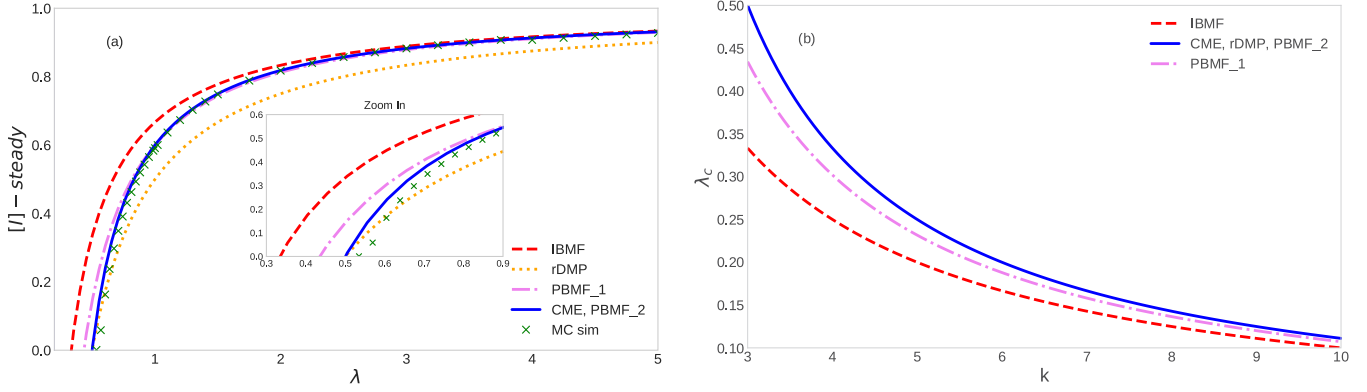 (a)
[I] − steady
1.0
0.8
0.6
0.4
0.2
0.0
1
2
3
4
5
λ
Zoom In
0.6
0.5
0.4
0.3
0.2
0.1
0.0
0.3
0.4
0.5
0.6
0.7
0.8
0.9
IBMF
rDMP
PBMF_1
CME, PBMF_2
MC sim
(b)
λc
0.50
0.45
0.40
0.35
0.30
0.25
0.20
0.15
0.10
3
4
5
6
7
8
9
10
k
IBMF
CME, rDMP, PBMF_2
PBMF_1